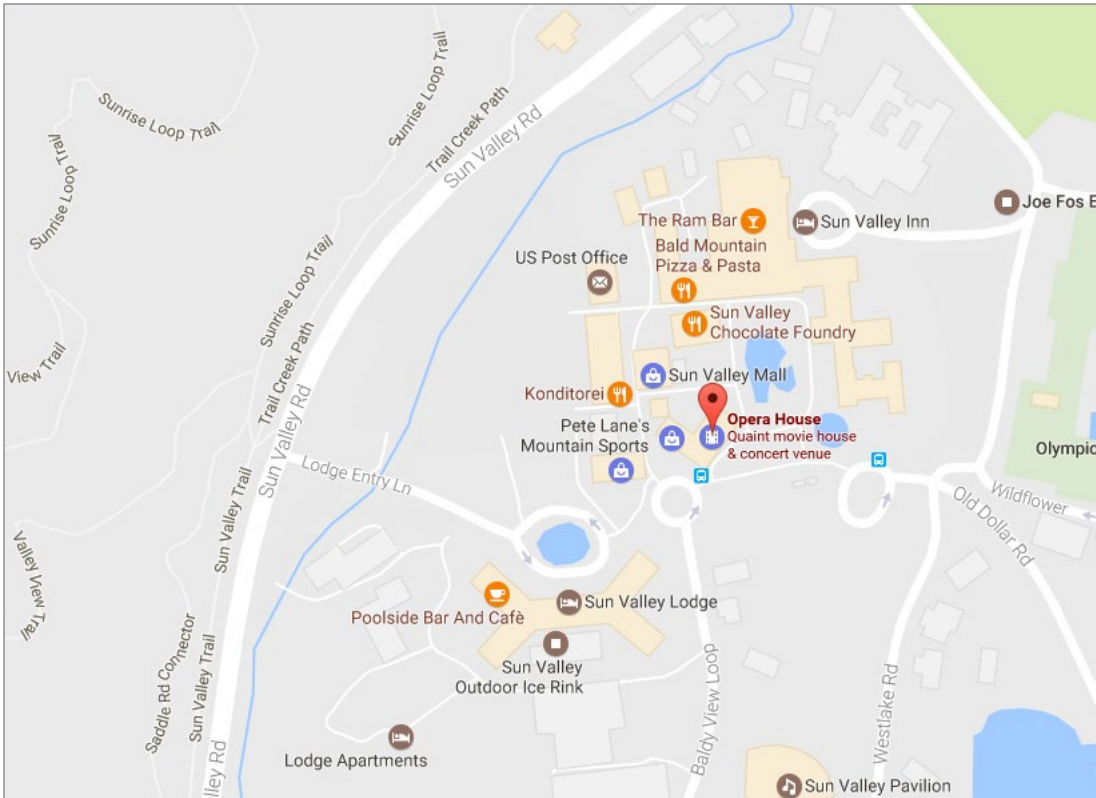 Sunrise Loop Trail
Sunrise Loop Trail
Trail Creek Path
Sun Valley Rd
Sunrise Loop Trail
Sunrise Loop Trail
Joe Fos E
The Ram Bar
Sun Valley Inn
Bald Mountain
Pizza & Pasta
US Post Office
Sun Valley
Chocolate Foundry
Sunrise Loop Trail
View Trail
Trail Creek Path
Sun Valley Rd
Sun Valley Mall
Konditorei
Opera House
Quaint movie house
& concert venue
Pete Lane's
Mountain Sports
Olympic
Lodge Entry Ln
Wildflower
Old Dollar Rd
Sun Valley Trail
Valley View Trail
Poolside Bar And Cafè
Sun Valley Lodge
Sun Valley
Outdoor Ice Rink
Saddle Rd Connector
Sun Valley Trail
Baldy View Loop
Westlake Rd
Lodge Apartments
lley Rd
Sun Valley Pavilion